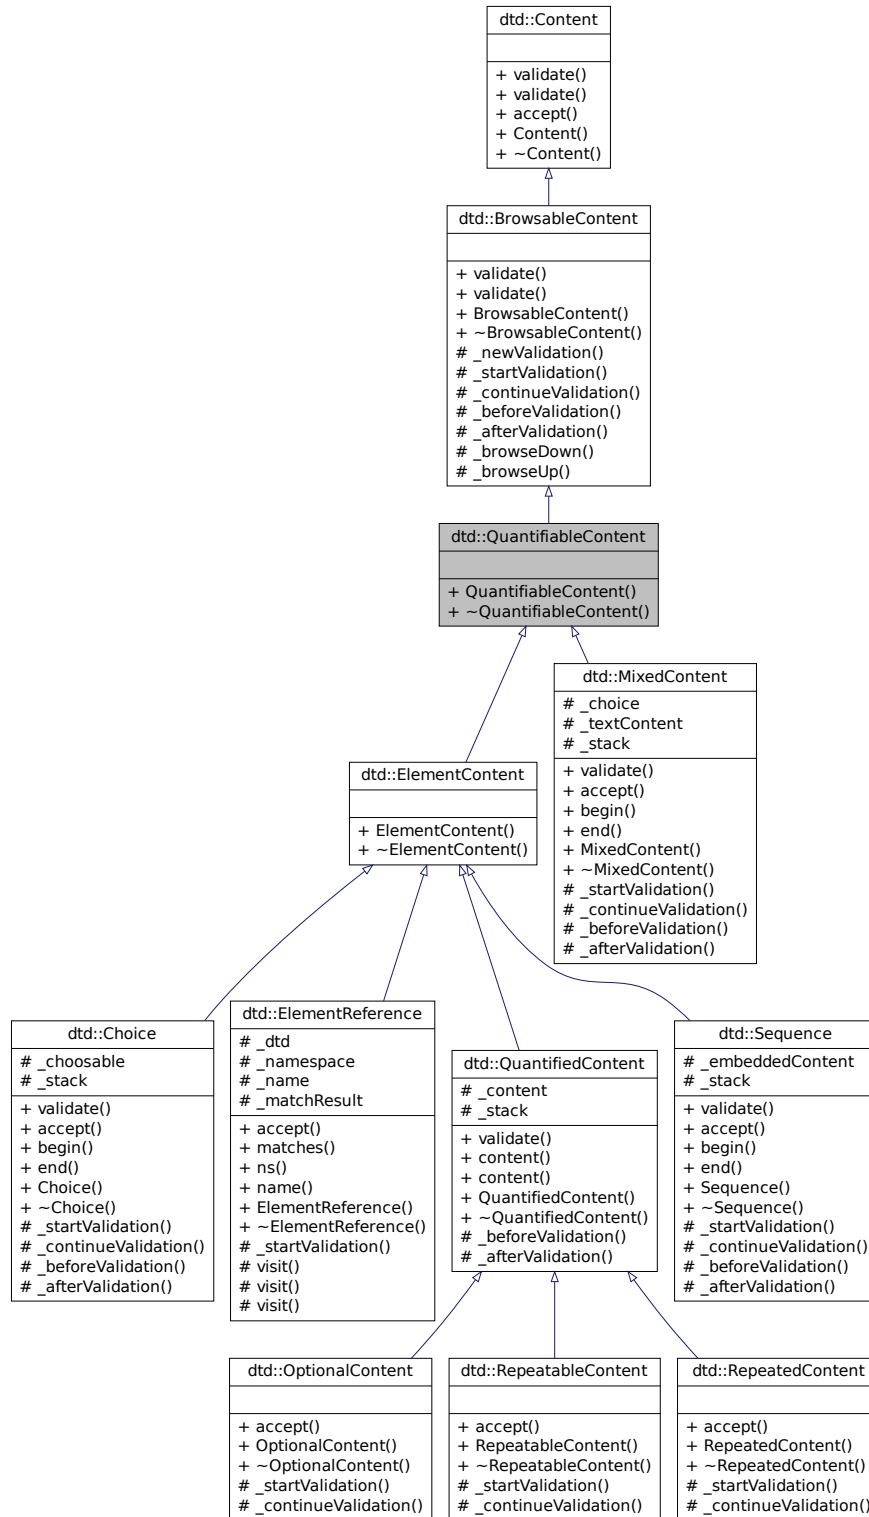 dtd::Content
+ validate()
+ validate()
+ accept()
+ Content()
+ ~Content()
dtd::BrowsableContent
+ validate()
+ validate()
+ BrowsableContent()
+ ~BrowsableContent()
# _newValidation()
# _startValidation()
# _continueValidation()
# _beforeValidation()
# _afterValidation()
# _browseDown()
# _browseUp()
dtd::QuantifiableContent
+ QuantifiableContent()
+ ~QuantifiableContent()
dtd::MixedContent
# _choice
# _textContent
# _stack
+ validate()
+ accept()
+ begin()
+ end()
+ MixedContent()
+ ~MixedContent()
# _startValidation()
# _continueValidation()
# _beforeValidation()
# _afterValidation()
dtd::ElementContent
+ ElementContent()
+ ~ElementContent()
dtd::Choice
# _choosable
# _stack
+ validate()
+ accept()
+ begin()
+ end()
+ Choice()
+ ~Choice()
# _startValidation()
# _continueValidation()
# _beforeValidation()
# _afterValidation()
dtd::ElementReference
# _dtd
# _namespace
# _name
# _matchResult
+ accept()
+ matches()
+ ns()
+ name()
+ ElementReference()
+ ~ElementReference()
# _startValidation()
# visit()
# visit()
# visit()
dtd::QuantifiedContent
# _content
# _stack
+ validate()
+ content()
+ content()
+ QuantifiedContent()
+ ~QuantifiedContent()
# _beforeValidation()
# _afterValidation()
dtd::Sequence
# _embeddedContent
# _stack
+ validate()
+ accept()
+ begin()
+ end()
+ Sequence()
+ ~Sequence()
# _startValidation()
# _continueValidation()
# _beforeValidation()
# _afterValidation()
dtd::OptionalContent
+ accept()
+ OptionalContent()
+ ~OptionalContent()
# _startValidation()
# _continueValidation()
dtd::RepeatableContent
+ accept()
+ RepeatableContent()
+ ~RepeatableContent()
# _startValidation()
# _continueValidation()
dtd::RepeatedContent
+ accept()
+ RepeatedContent()
+ ~RepeatedContent()
# _startValidation()
# _continueValidation()